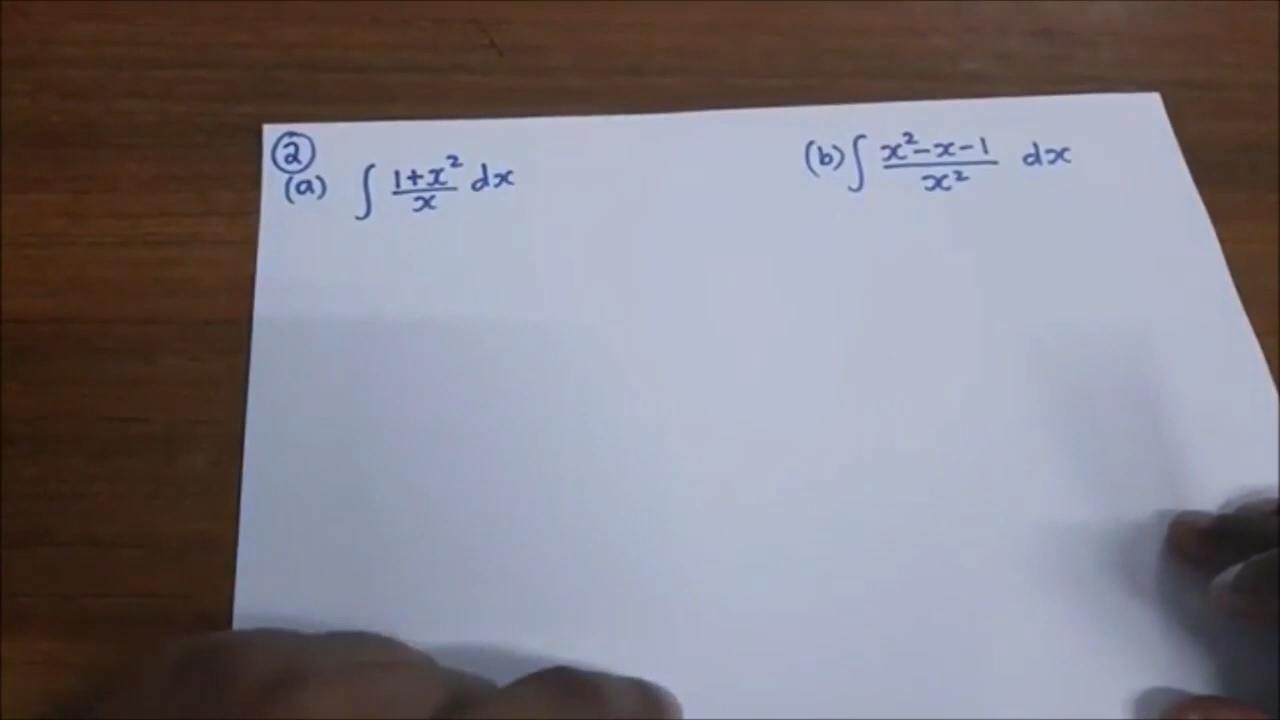 ②
(a) ∫ (1+x²)/x dx
(b) ∫ (x²-x-1)/x² dx